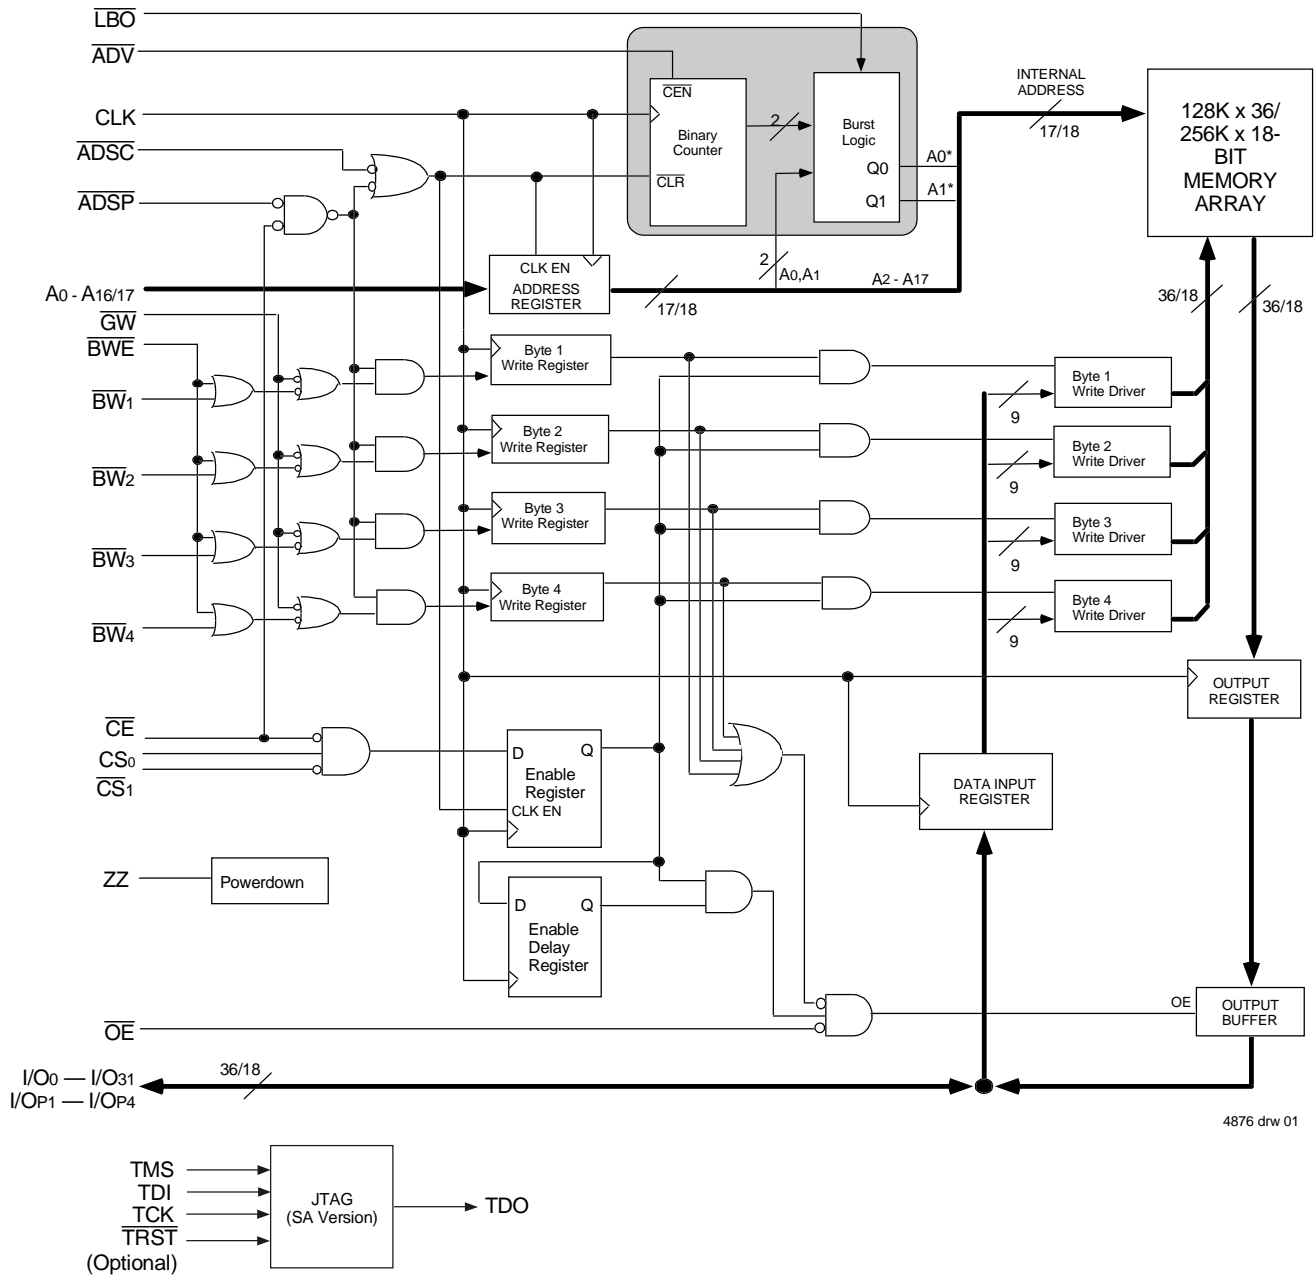 LBO
ADV
CLK
ADSC
ADSP
A0 - A16/17
GW
BWE
BW1
BW2
BW3
BW4
CE
CS0
CS1
ZZ
Powerdown
OE
I/O0 — I/O31
I/OP1 — I/OP4
36/18
CEN
Binary
Counter
CLR
2
Burst
Logic
Q0
Q1
A0*
A1*
INTERNAL
ADDRESS
17/18
128K x 36/
256K x 18-
BIT
MEMORY
ARRAY
CLK EN
ADDRESS
REGISTER
17/18
2
A0,A1
A2 - A17
36/18
36/18
Byte 1
Write Register
Byte 2
Write Register
Byte 3
Write Register
Byte 4
Write Register
9
Byte 1
Write Driver
9
Byte 2
Write Driver
9
Byte 3
Write Driver
9
Byte 4
Write Driver
OUTPUT
REGISTER
D
Q
Enable
Register
CLK EN
DATA INPUT
REGISTER
D
Q
Enable
Delay
Register
OE
OUTPUT
BUFFER
4876 drw 01
TMS
TDI
TCK
TRST
(Optional)
JTAG
(SA Version)
TDO